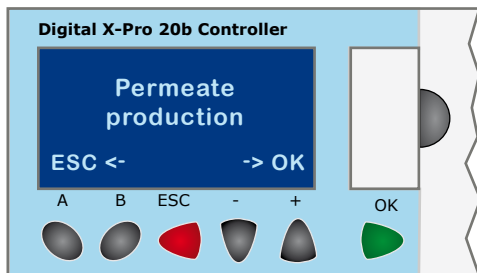 Digital X-Pro 20b Controller
Permeate
production
ESC <- -> OK
A B ESC - + OK